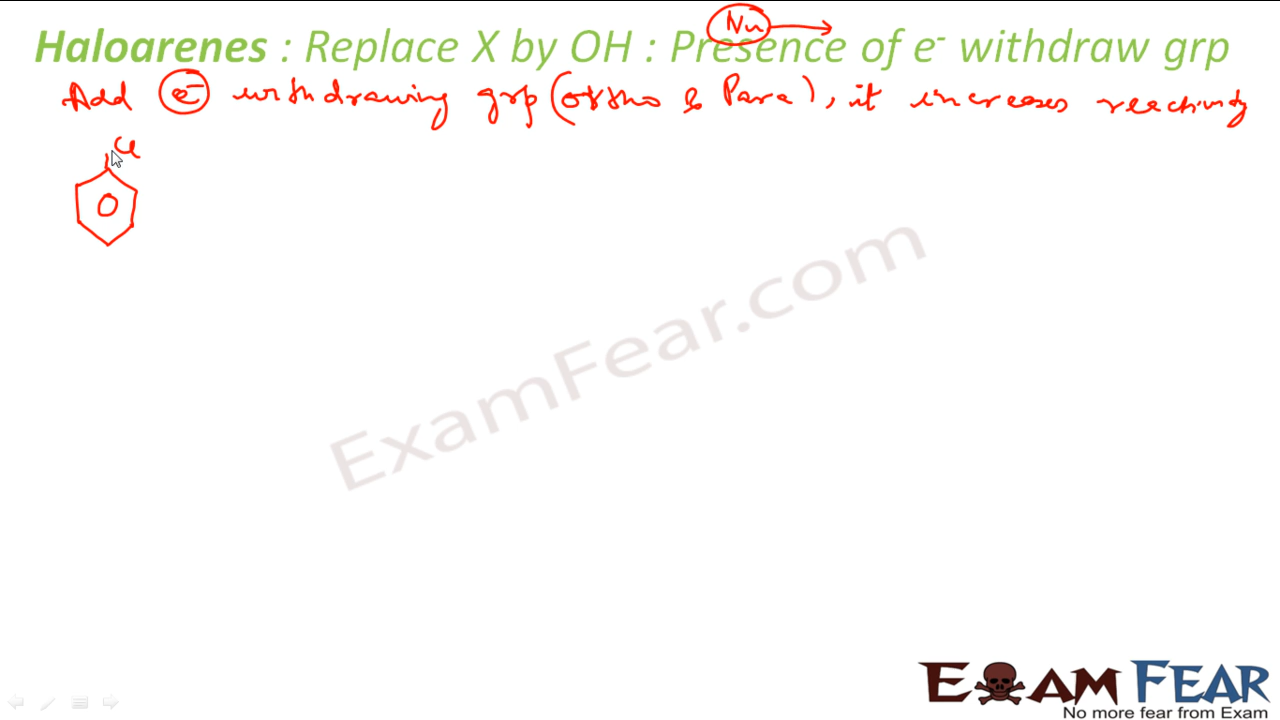 Nu
Haloarenes : Replace X by OH : Presence of e- withdraw grp
Add e- withdrawing grp (ortho & Para), it increases reactivity
Cl
ExamFear.com
EXAM FEAR
No more fear from Exam